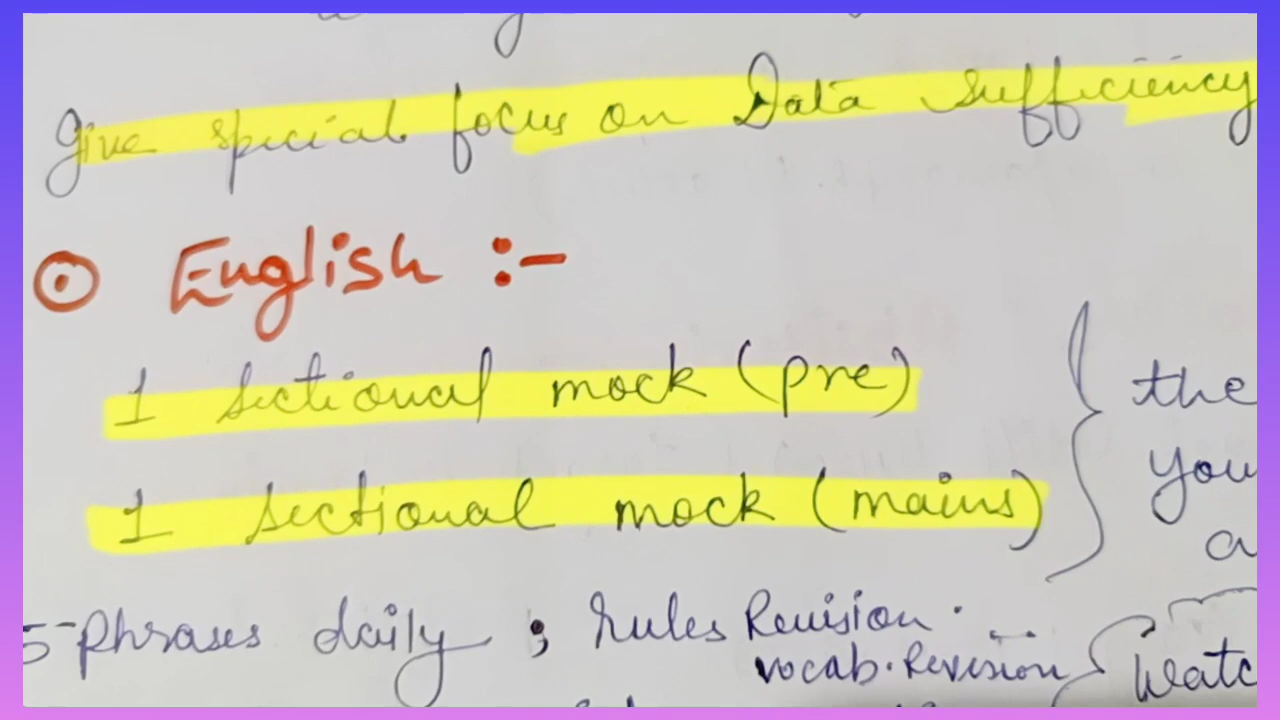 Give special focus on Data Sufficiency
English :-
1 sectional mock (pre)
1 sectional mock (mains)
the
you
a
5-Phrases daily ; rules Revision.
vocab. Revision
Watc